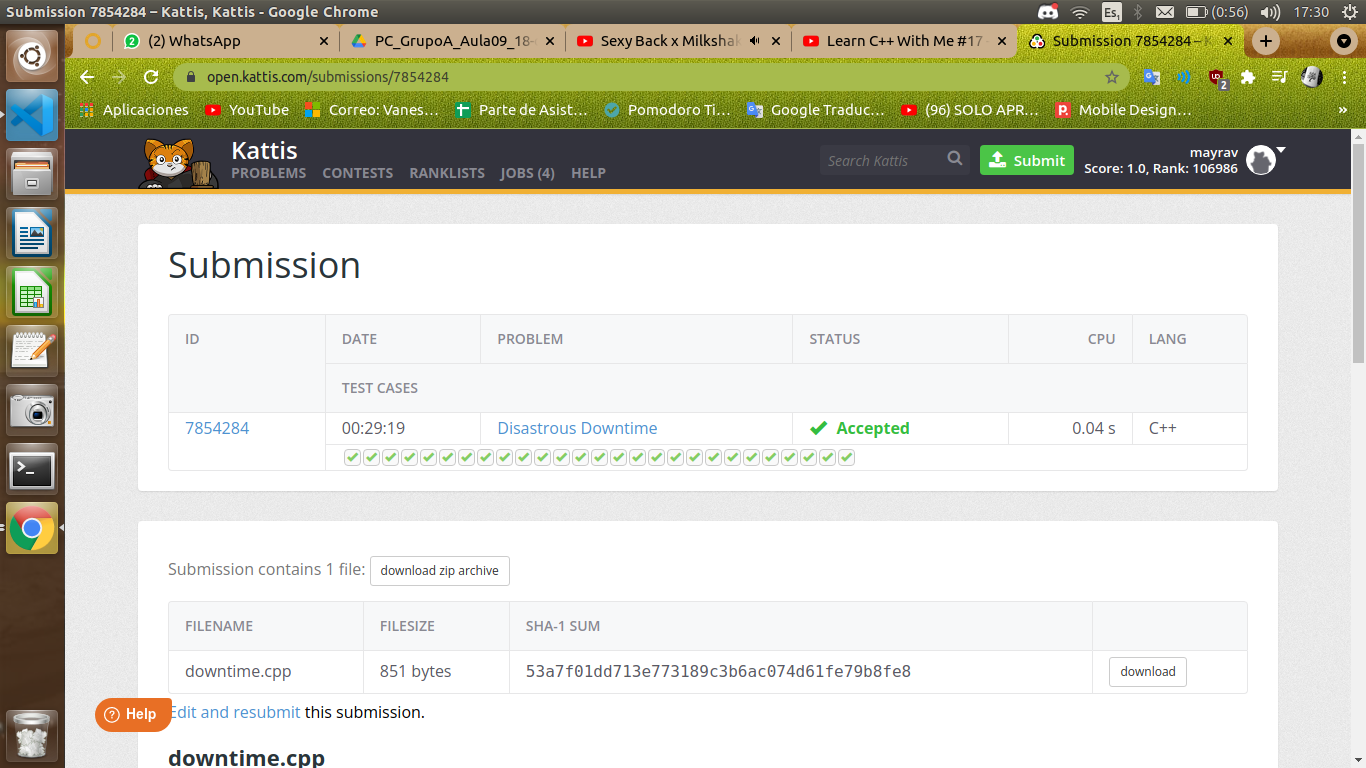 Submission 7854284 – Kattis, Kattis - Google Chrome
Es1 (0:56) 17:30
2 (2) WhatsApp
PC_GrupoA_Aula09_18-
Sexy Back x Milkshak
Learn C++ With Me #17 -
Submission 7854284 – K
open.kattis.com/submissions/7854284
2
Aplicaciones YouTube Correo: Vanes... Parte de Asist... Pomodoro Ti... Google Traduc... (96) SOLO APR... Mobile Design... »
Kattis
PROBLEMS CONTESTS RANKLISTS JOBS (4) HELP
Search Kattis
Submit
mayrav
Score: 1.0, Rank: 106986
Submission
ID DATE PROBLEM STATUS CPU LANG
TEST CASES
7854284 00:29:19 Disastrous Downtime Accepted 0.04 s C++
Submission contains 1 file: download zip archive
FILENAME FILESIZE SHA-1 SUM
downtime.cpp 851 bytes 53a7f01dd713e773189c3b6ac074d61fe79b8fe8 download
Help
Edit and resubmit this submission.
downtime.cpp